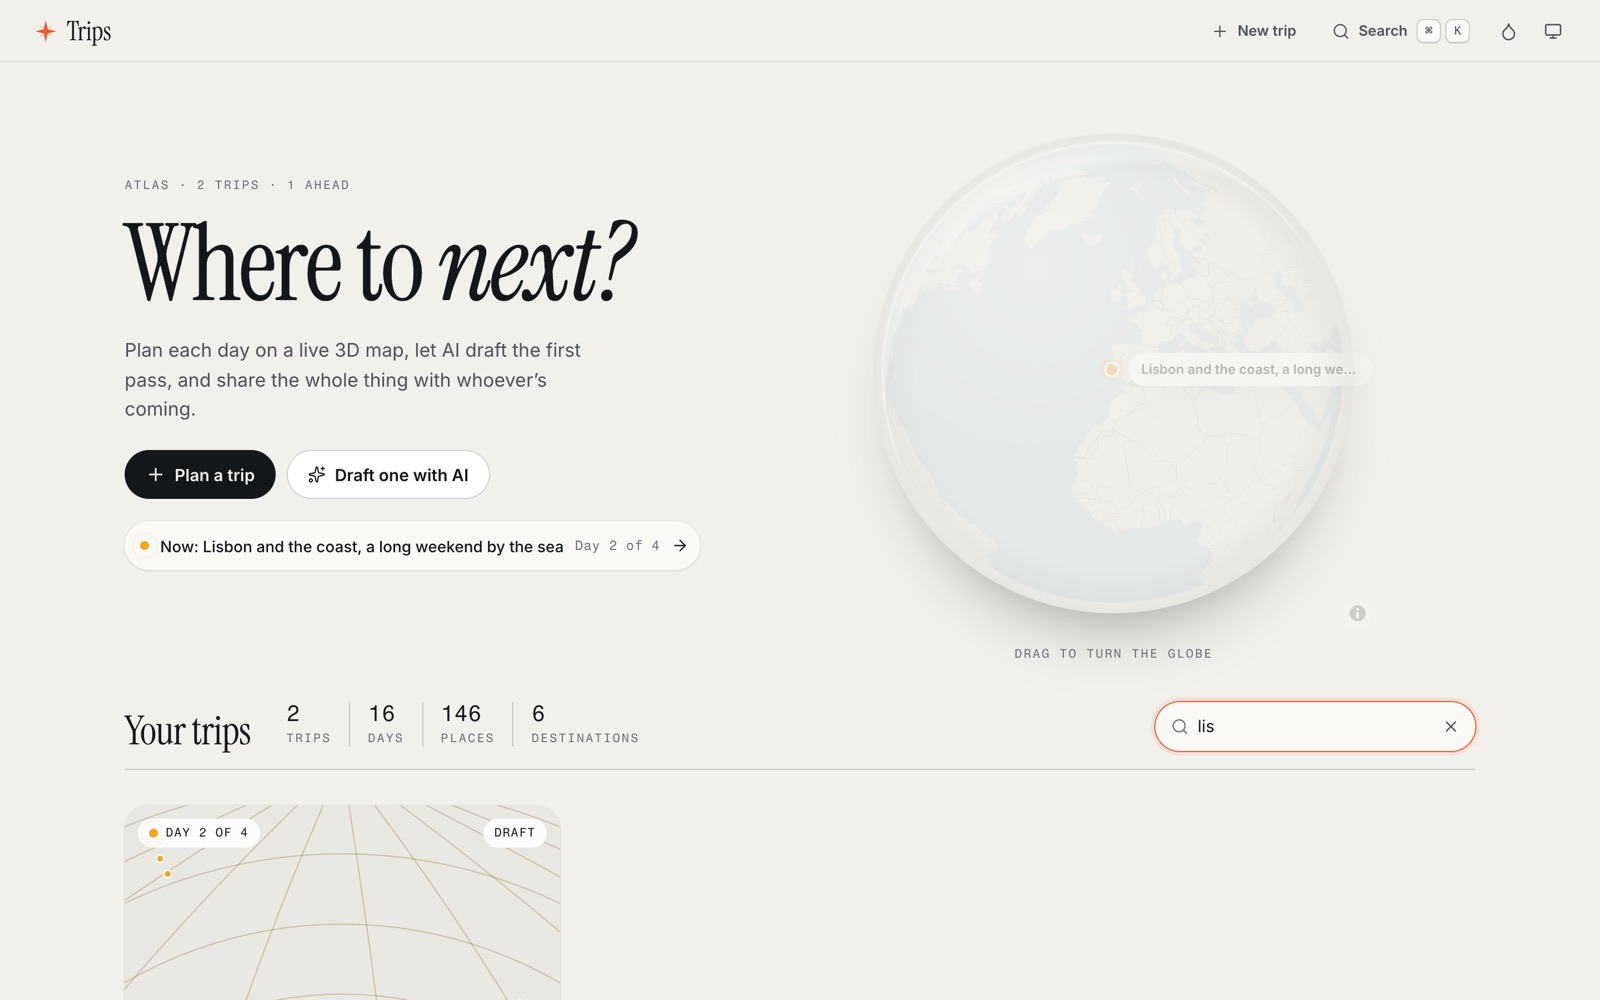 Trips
New trip
Search ⌘ K
ATLAS · 2 TRIPS · 1 AHEAD
Where to next?
Plan each day on a live 3D map, let AI draft the first
pass, and share the whole thing with whoever’s
coming.
Plan a trip
Draft one with AI
Now: Lisbon and the coast, a long weekend by the sea Day 2 of 4
Lisbon and the coast, a long we…
DRAG TO TURN THE GLOBE
Your trips
2 TRIPS
16 DAYS
146 PLACES
6 DESTINATIONS
lis
DAY 2 OF 4
DRAFT